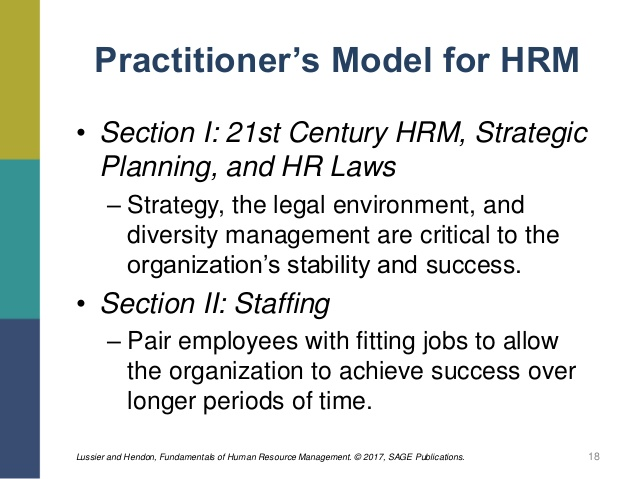 Practitioner’s Model for HRM
• Section I: 21st Century HRM, Strategic
Planning, and HR Laws
– Strategy, the legal environment, and
diversity management are critical to the
organization’s stability and success.
• Section II: Staffing
– Pair employees with fitting jobs to allow
the organization to achieve success over
longer periods of time.
Lussier and Hendon, Fundamentals of Human Resource Management. © 2017, SAGE Publications. 18